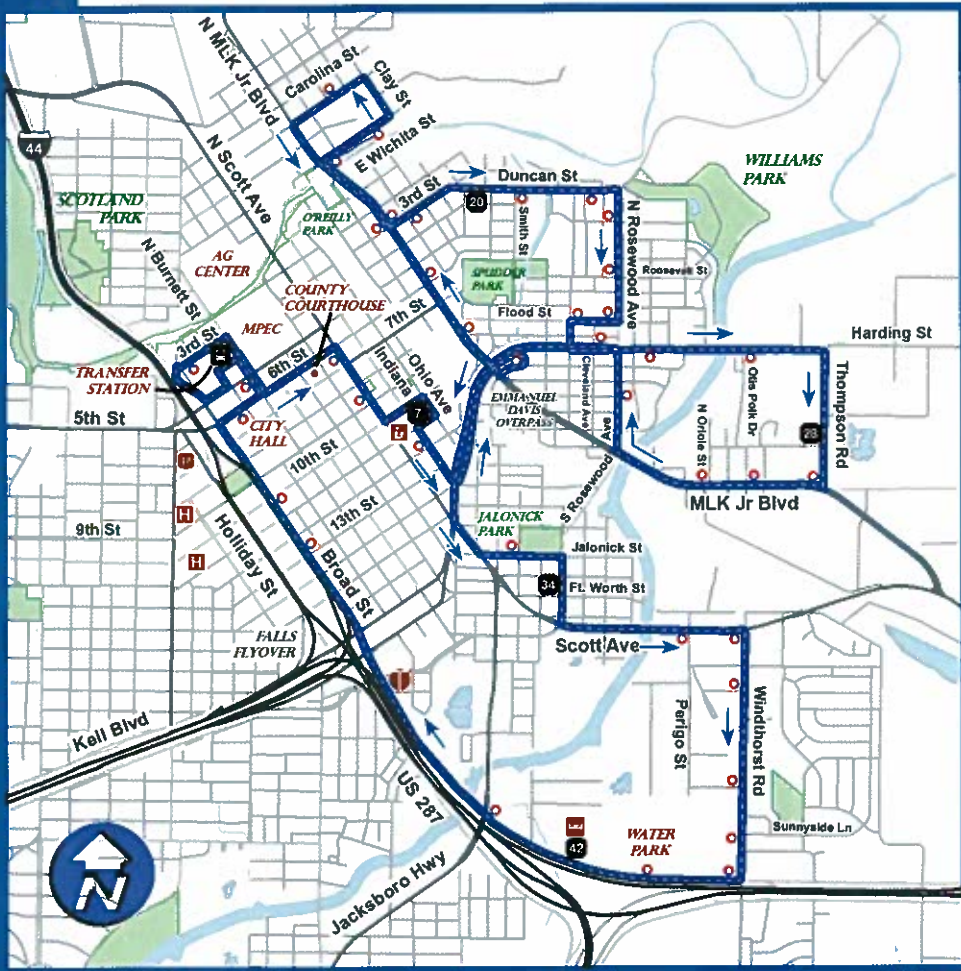 N MLK Jr Blvd
Carolina St
Clay St
E Wichita St
44
N Scott Ave
3rd St
Duncan St
WILLIAMS
PARK
SCOTLAND
PARK
O'REILLY
PARK
20
Smith St
N Rosewood Ave
N Burnett St
AG
CENTER
SPUDDER
PARK
Roosevelt St
COUNTY
COURTHOUSE
7th St
Flood St
MPEC
Harding St
3rd St
6th St
Indiana
Ohio Ave
TRANSFER
STATION
Cleveland Ave
Otis Polk Dr
Thompson Rd
EMMANUEL
DAVIS
OVERPASS
5th St
CITY
HALL
7
N Oriole St
10th St
S Rosewood Ave
MLK Jr Blvd
13th St
JALONICK
PARK
9th St
H
Holliday St
Jalonick St
H
34
Ft. Worth St
Broad St
FALLS
FLYOVER
Scott Ave
Perigo St
Windthorst Rd
Kell Blvd
US 287
Sunnyside Ln
WATER
PARK
42
N
Jacksboro Hwy